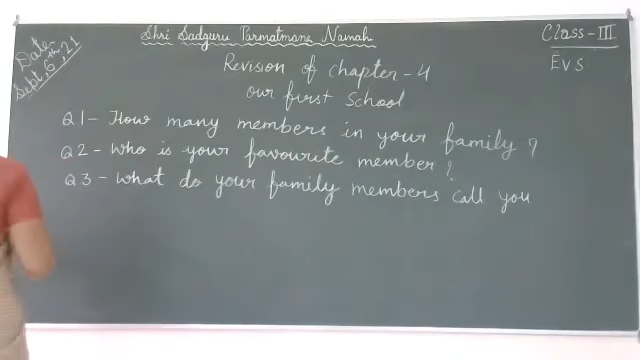 Shri Sadguru Parmatmane Namah
Class-III
Date
Sept, 6th, 21
EVS
Revision of chapter-4
our first School
Q1- How many members in your family ?
Q2- Who is your favourite member ?
Q3- What do your family members call you